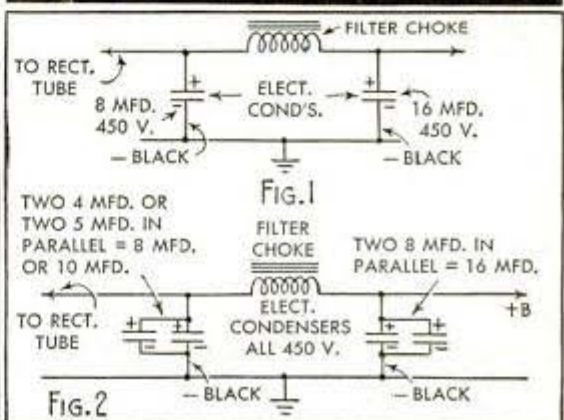 FILTER CHOKE
TO RECT.
TUBE
+
8 MFD.
450 V.
–
ELECT.
COND'S.
+
16 MFD.
450 V.
–
– BLACK
– BLACK
FIG.1
TWO 4 MFD. OR
TWO 5 MFD. IN
PARALLEL = 8 MFD.
OR 10 MFD.
FILTER
CHOKE
TWO 8 MFD. IN
PARALLEL = 16 MFD.
TO RECT.
TUBE
+ +
– –
ELECT.
CONDENSERS
ALL 450 V.
+ +
– –
+B
– BLACK
– BLACK
FIG.2